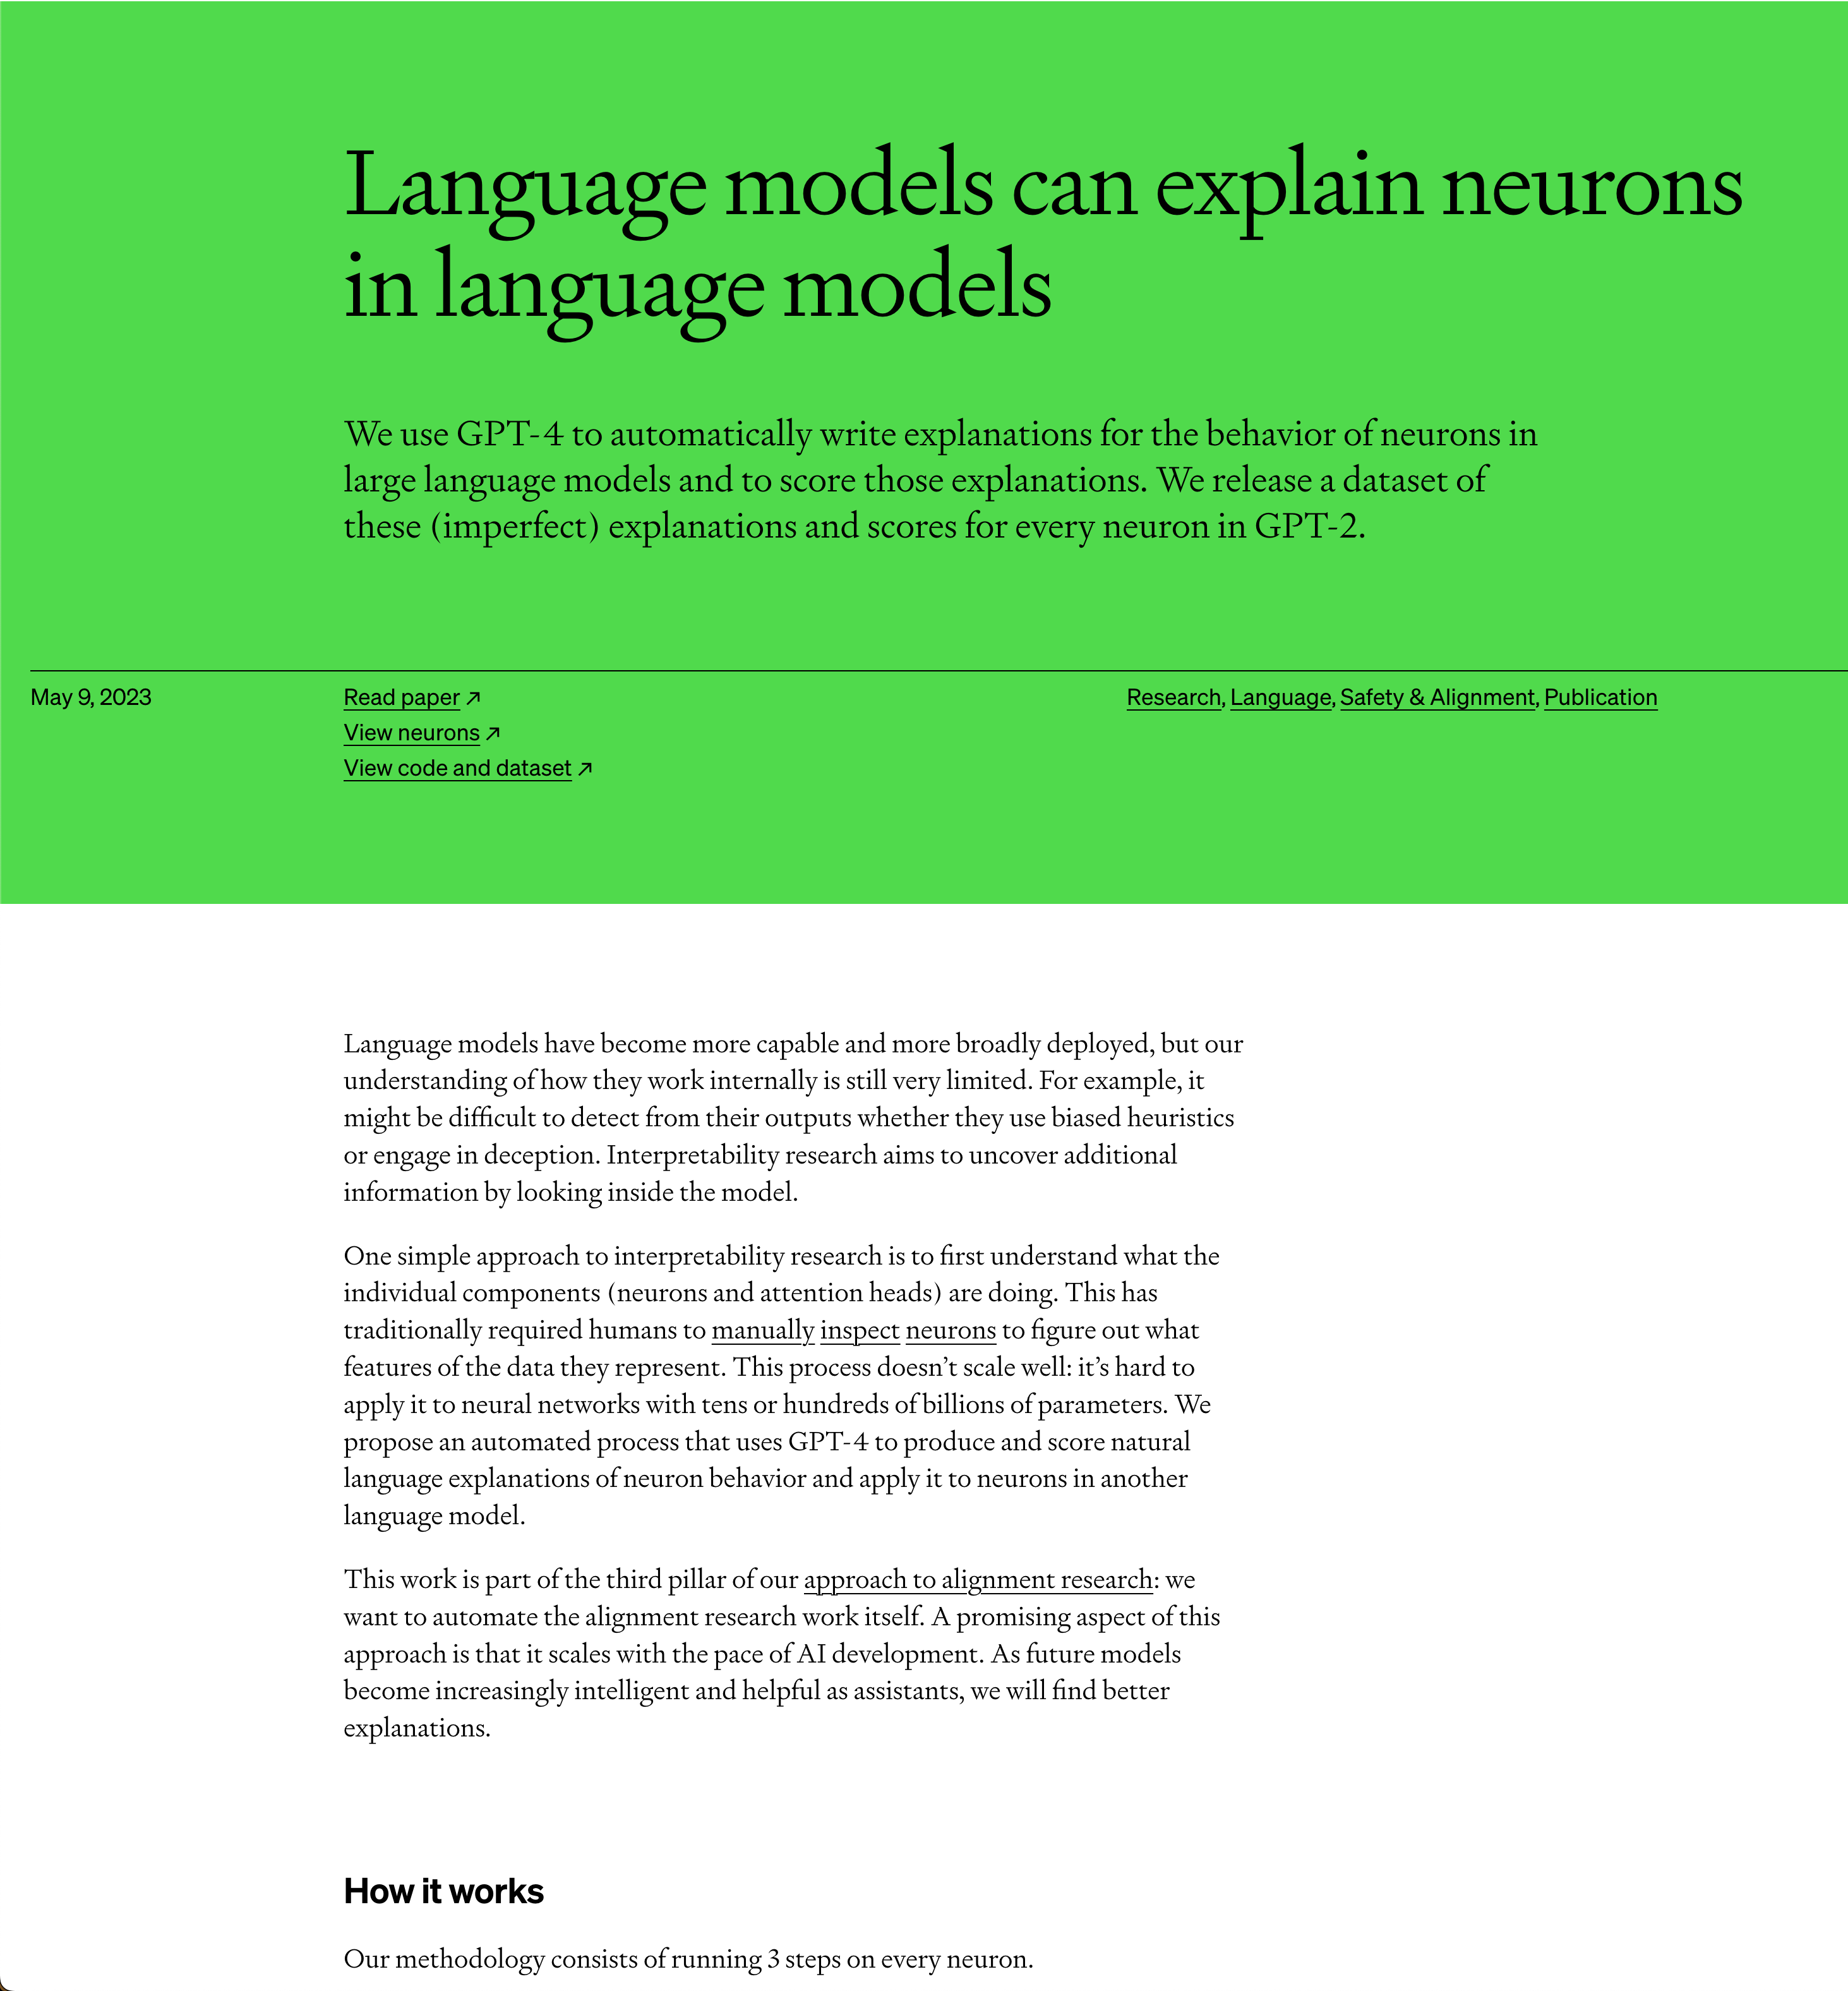 Language models can explain neurons
in language models
We use GPT-4 to automatically write explanations for the behavior of neurons in
large language models and to score those explanations. We release a dataset of
these (imperfect) explanations and scores for every neuron in GPT-2.
May 9, 2023
Read paper ↗
View neurons ↗
View code and dataset ↗
Research, Language, Safety & Alignment, Publication
Language models have become more capable and more broadly deployed, but our
understanding of how they work internally is still very limited. For example, it
might be difficult to detect from their outputs whether they use biased heuristics
or engage in deception. Interpretability research aims to uncover additional
information by looking inside the model.
One simple approach to interpretability research is to first understand what the
individual components (neurons and attention heads) are doing. This has
traditionally required humans to manually inspect neurons to figure out what
features of the data they represent. This process doesn’t scale well: it’s hard to
apply it to neural networks with tens or hundreds of billions of parameters. We
propose an automated process that uses GPT-4 to produce and score natural
language explanations of neuron behavior and apply it to neurons in another
language model.
This work is part of the third pillar of our approach to alignment research: we
want to automate the alignment research work itself. A promising aspect of this
approach is that it scales with the pace of AI development. As future models
become increasingly intelligent and helpful as assistants, we will find better
explanations.
How it works
Our methodology consists of running 3 steps on every neuron.